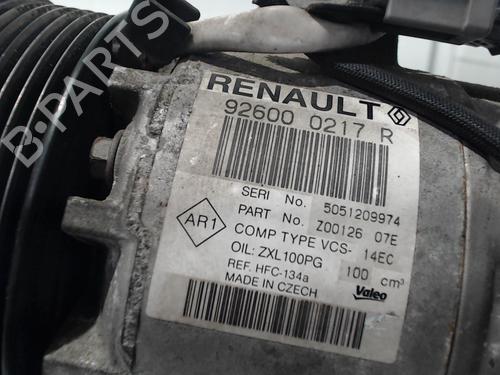 RENAULT
92600 0217 R
SERI No. 5051209974
PART No. Z00126 07E
COMP TYPE VCS- 14EC
OIL: ZXL100PG 100 cm³
REF. HFC-134a
MADE IN CZECH
AR1
Valeo
B-PARTS